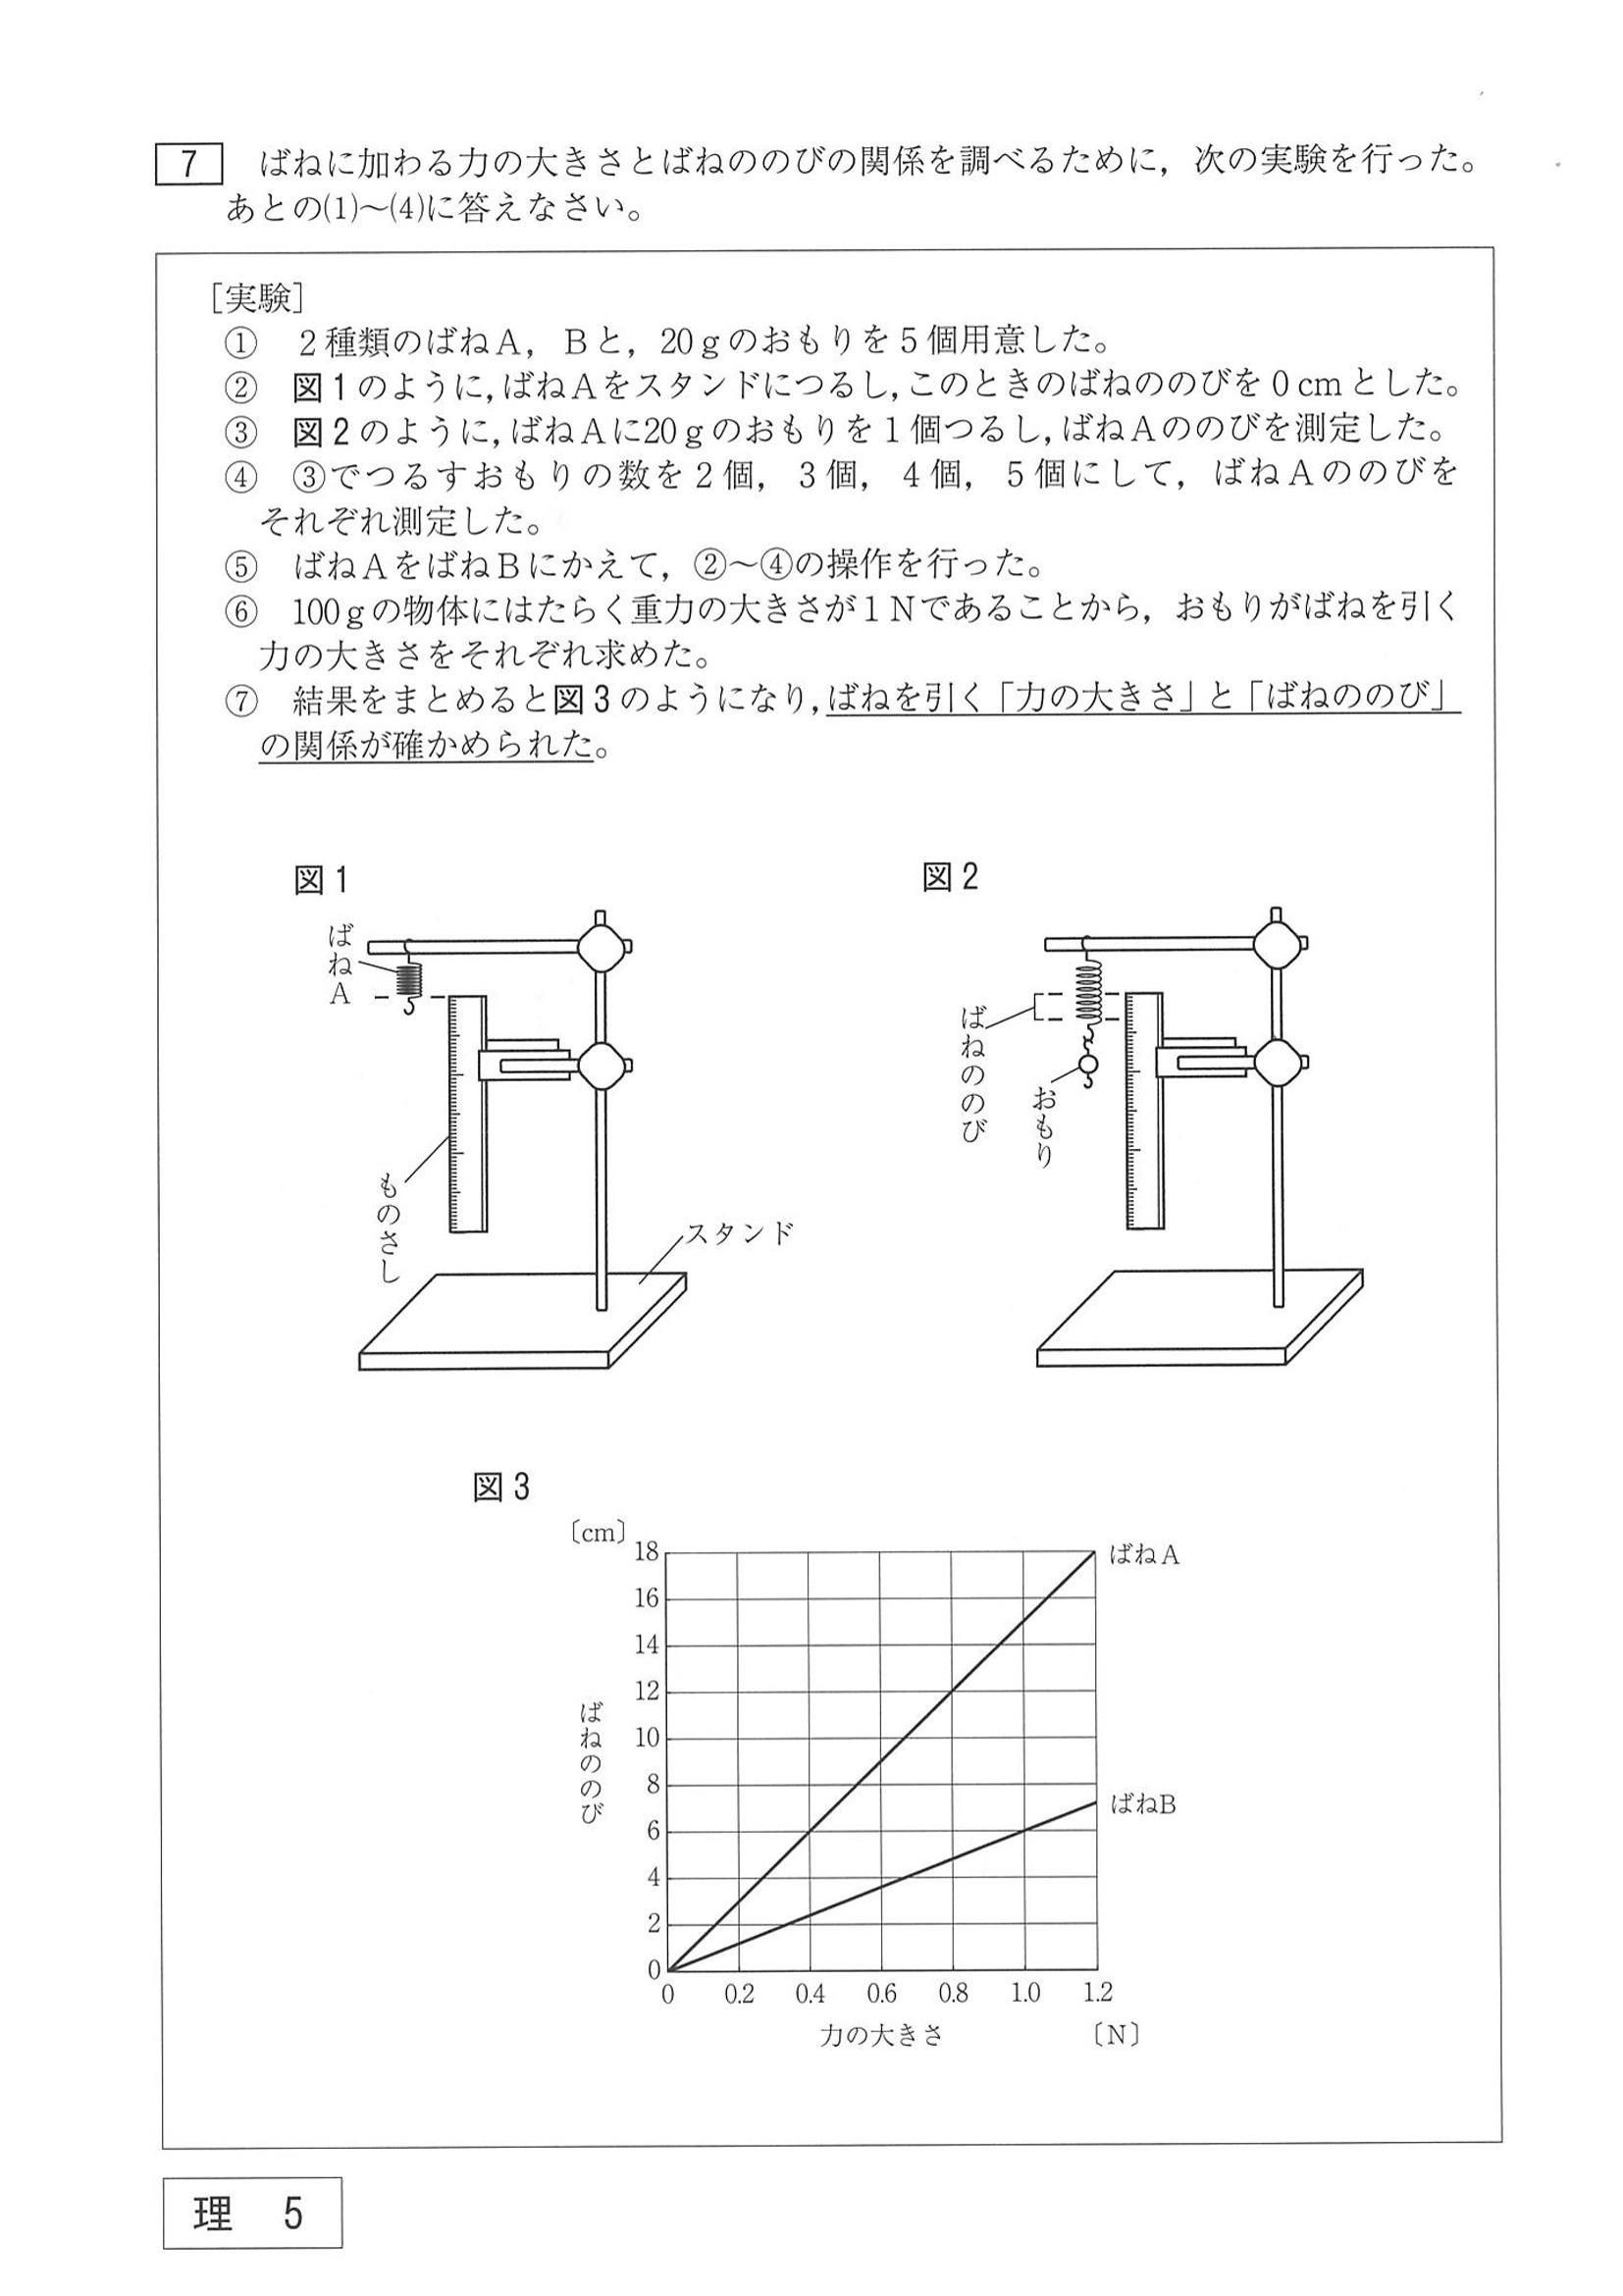 7 ばねに加わる力の大きさとばねののびの関係を調べるために，次の実験を行った。
あとの(1)～(4)に答えなさい。
［実験］
① 2種類のばねA，Bと，20gのおもりを5個用意した。
② 図1のように，ばねAをスタンドにつるし，このときのばねののびを0cmとした。
③ 図2のように，ばねAに20gのおもりを1個つるし，ばねAののびを測定した。
④ ③でつるすおもりの数を2個，3個，4個，5個にして，ばねAののびを
それぞれ測定した。
⑤ ばねAをばねBにかえて，②～④の操作を行った。
⑥ 100gの物体にはたらく重力の大きさが1Nであることから，おもりがばねを引く
力の大きさをそれぞれ求めた。
⑦ 結果をまとめると図3のようになり，ばねを引く「力の大きさ」と「ばねののび」
の関係が確かめられた。
図1
ばねA
ものさし
スタンド
図2
ばねののび
おもり
図3
〔cm〕
18
16
14
12
10
8
6
4
2
0
ばねののび
ばねA
ばねB
0 0.2 0.4 0.6 0.8 1.0 1.2
力の大きさ 〔N〕
理 5